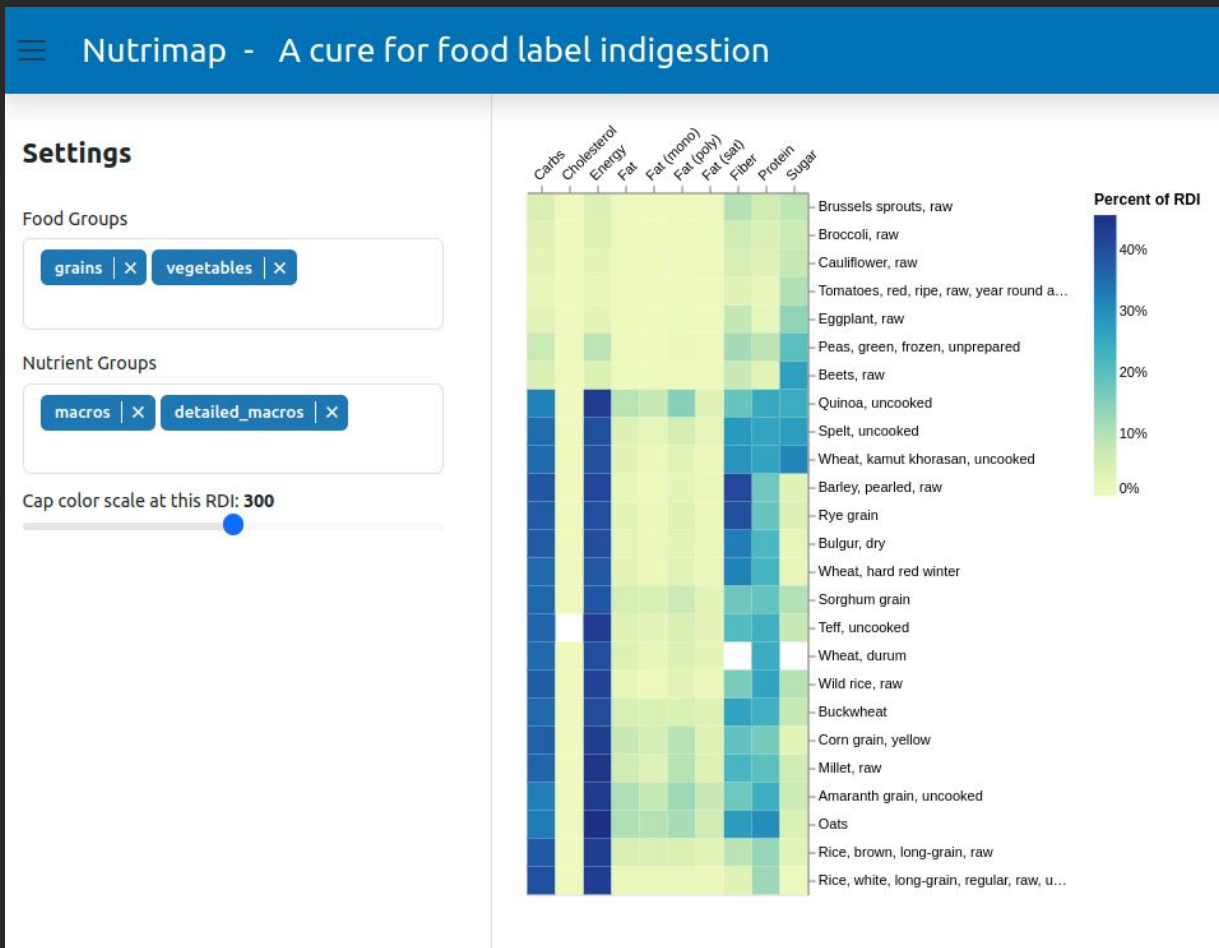 Nutrimap - A cure for food label indigestion
Settings
Food Groups
grains
vegetables
Nutrient Groups
macros
detailed_macros
Cap color scale at this RDI: 300
Carbs
Cholesterol
Energy
Fat
Fat (mono)
Fat (poly)
Fat (sat)
Fiber
Protein
Sugar
Brussels sprouts, raw
Broccoli, raw
Cauliflower, raw
Tomatoes, red, ripe, raw, year round a…
Eggplant, raw
Peas, green, frozen, unprepared
Beets, raw
Quinoa, uncooked
Spelt, uncooked
Wheat, kamut khorasan, uncooked
Barley, pearled, raw
Rye grain
Bulgur, dry
Wheat, hard red winter
Sorghum grain
Teff, uncooked
Wheat, durum
Wild rice, raw
Buckwheat
Corn grain, yellow
Millet, raw
Amaranth grain, uncooked
Oats
Rice, brown, long-grain, raw
Rice, white, long-grain, regular, raw, u…
Percent of RDI
40%
30%
20%
10%
0%